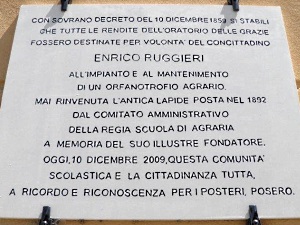 CON SOVRANO DECRETO DEL 10 DICEMBRE 1859 SI STABILÌ
CHE TUTTE LE RENDITE DELL'ORATORIO DELLE GRAZIE
FOSSERO DESTINATE PER VOLONTA' DEL CONCITTADINO
ENRICO RUGGIERI
ALL'IMPIANTO E AL MANTENIMENTO
DI UN ORFANOTROFIO AGRARIO.
MAI RINVENUTA L'ANTICA LAPIDE POSTA NEL 1892
DAL COMITATO AMMINISTRATIVO
DELLA REGIA SCUOLA DI AGRARIA
A MEMORIA DEL SUO ILLUSTRE FONDATORE.
OGGI, 10 DICEMBRE 2009, QUESTA COMUNITA'
SCOLASTICA E LA CITTADINANZA TUTTA,
A RICORDO E RICONOSCENZA PER I POSTERI, POSERO.